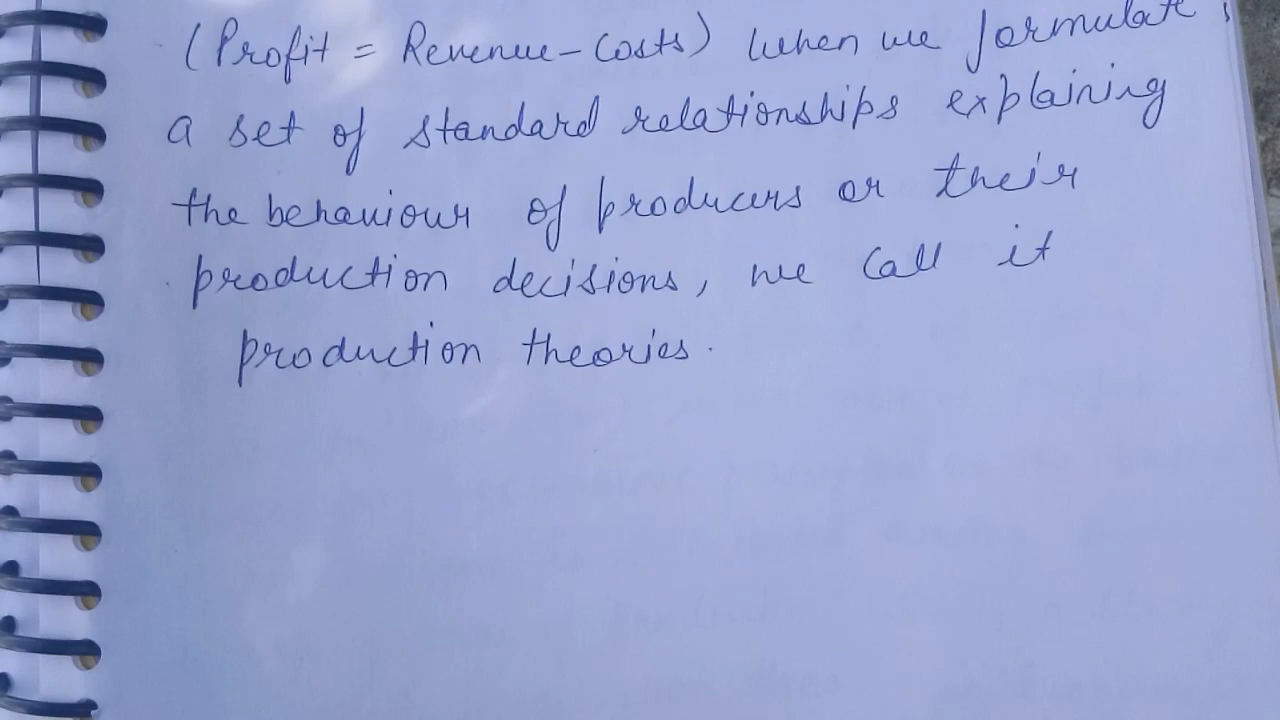 (Profit = Revenue - Costs) When we formulate
a set of standard relationships explaining
the behaviour of producers or their
production decisions, we call it
production theories.